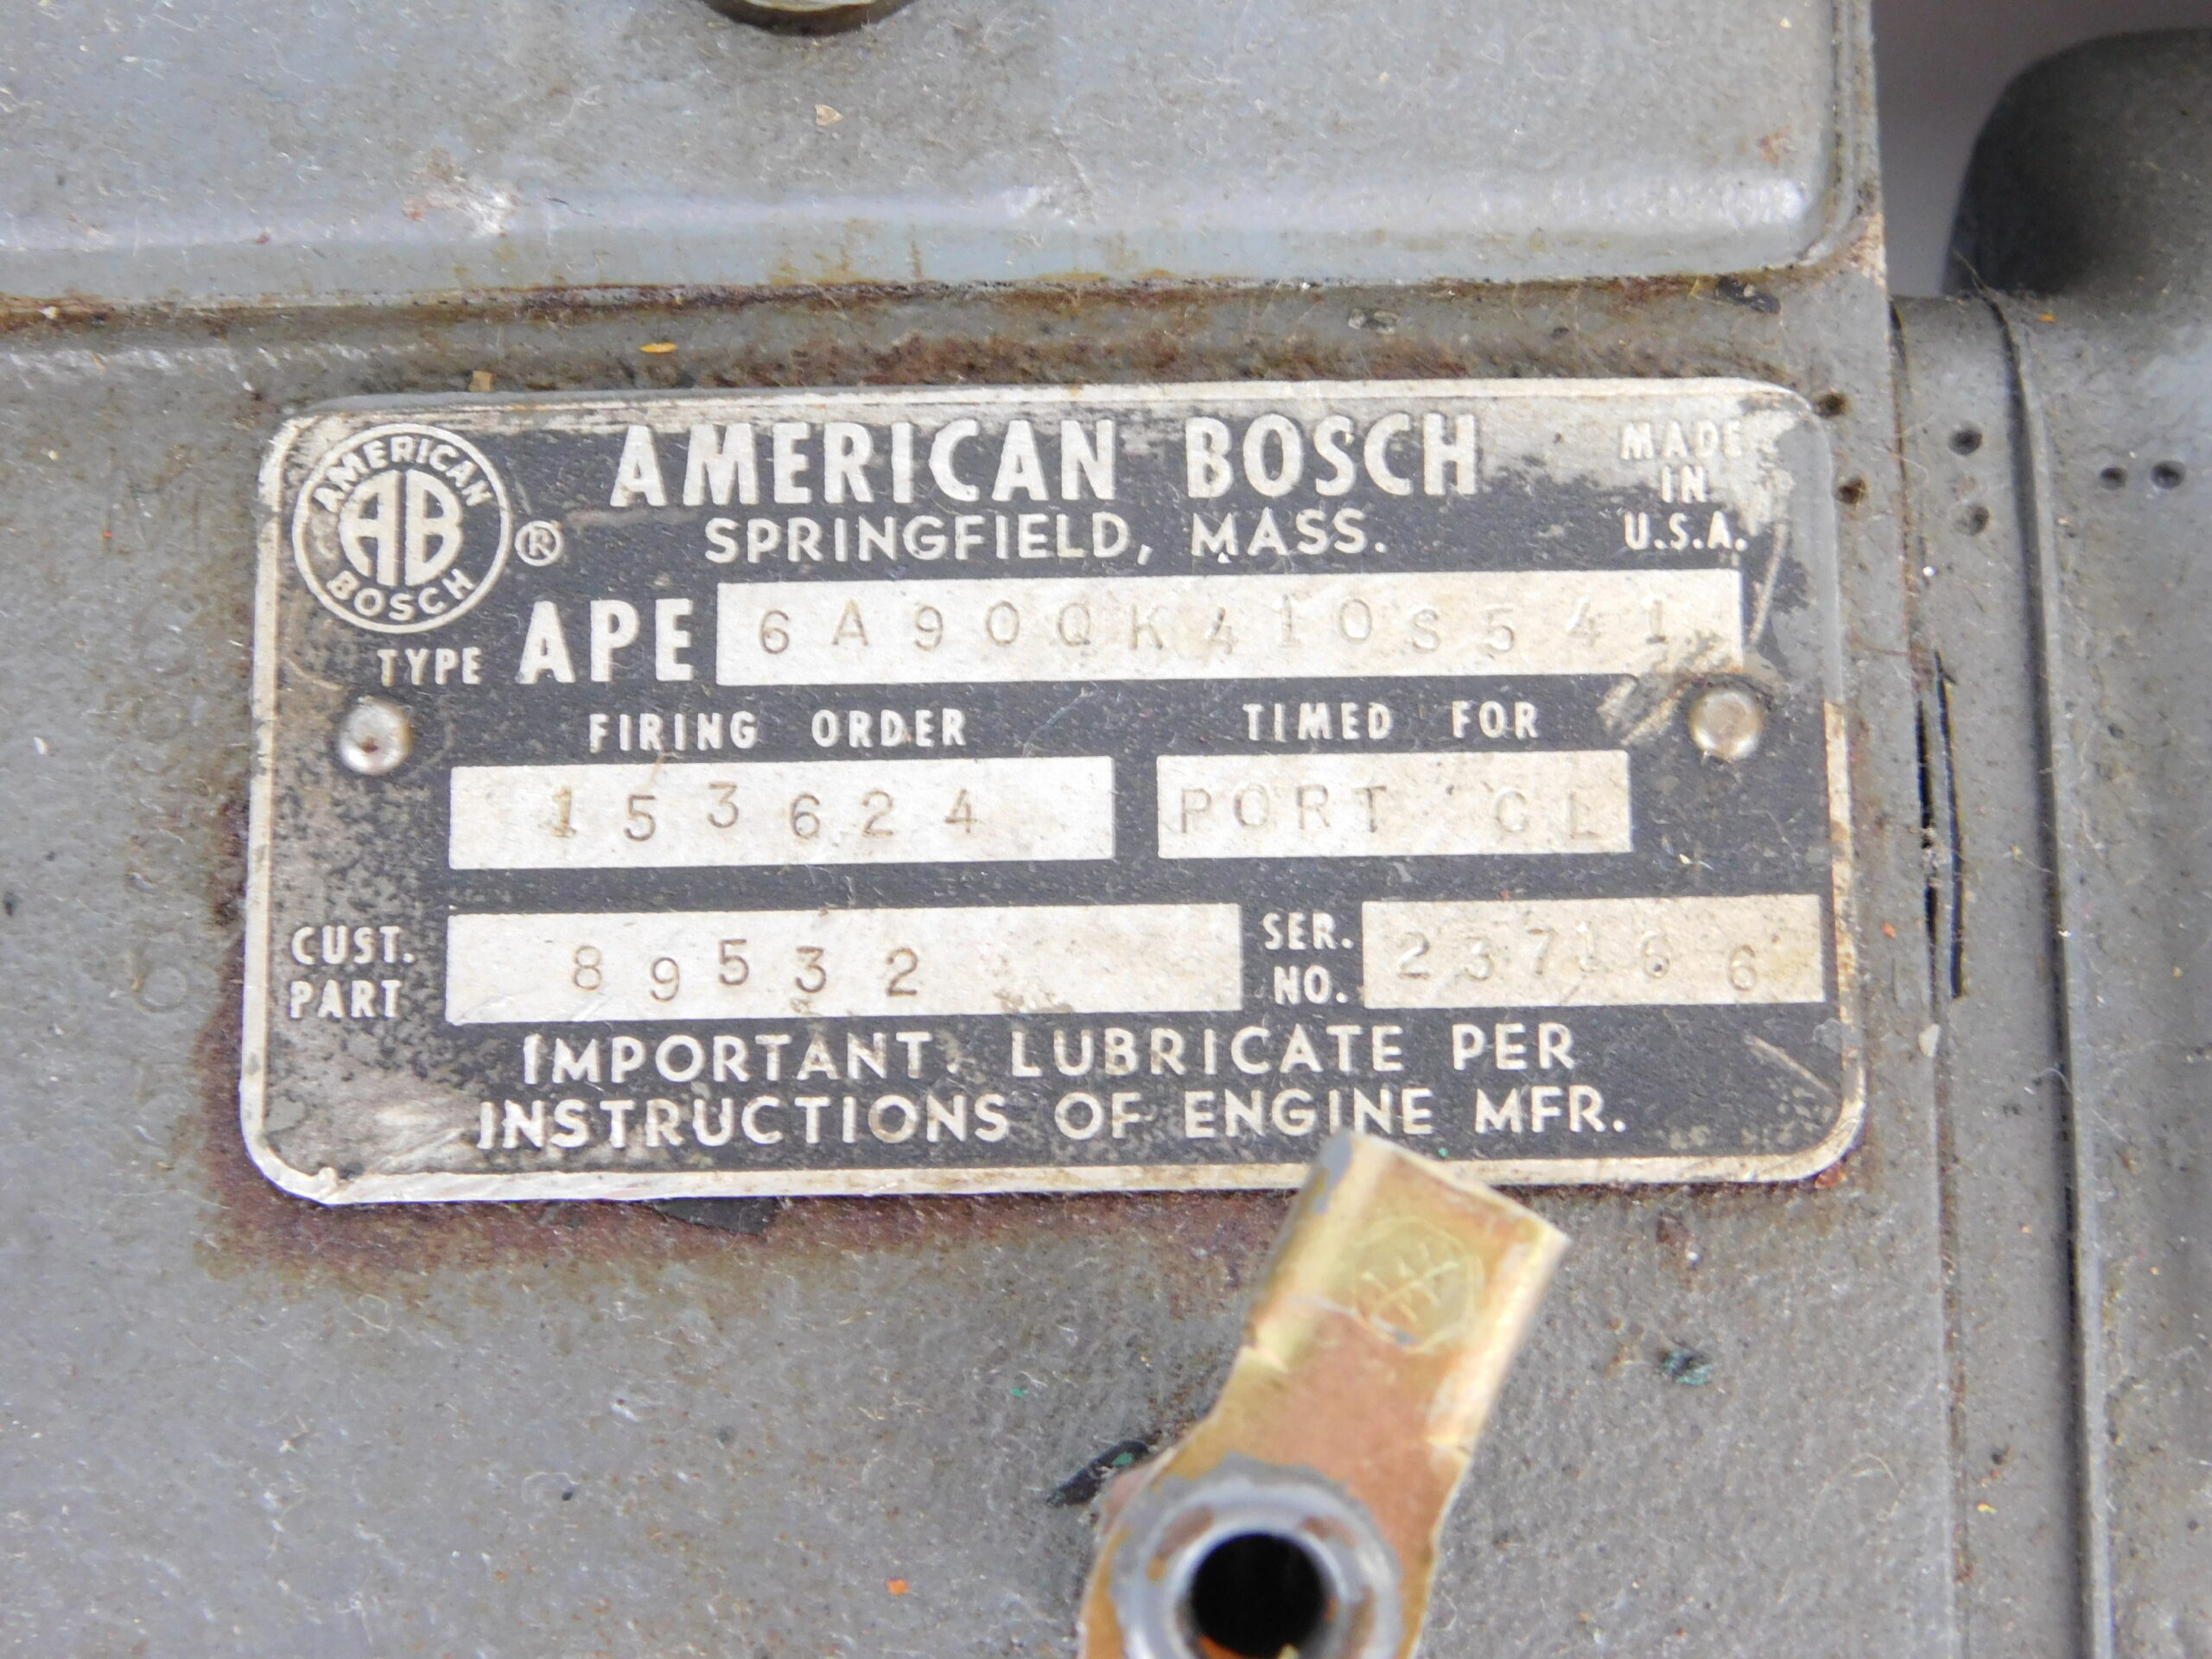 AMERICAN
AB
BOSCH
®
AMERICAN BOSCH
SPRINGFIELD, MASS.
MADE
IN
U.S.A.
TYPE APE 6A90QK410S541
FIRING ORDER
153624
TIMED FOR
PORT CL
CUST.
PART
89532
SER.
NO.
237166
IMPORTANT. LUBRICATE PER
INSTRUCTIONS OF ENGINE MFR.